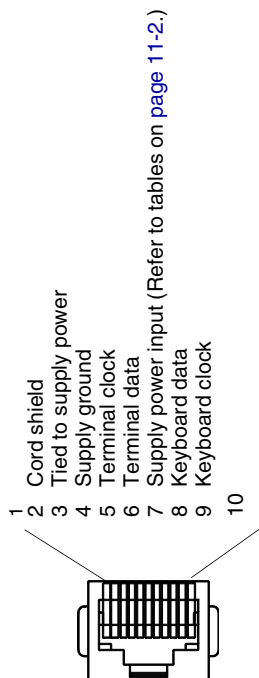 1
2 Cord shield
3 Tied to supply power
4 Supply ground
5 Terminal clock
6 Terminal data
7 Supply power input (Refer to tables on page 11-2.)
8 Keyboard data
9 Keyboard clock
10